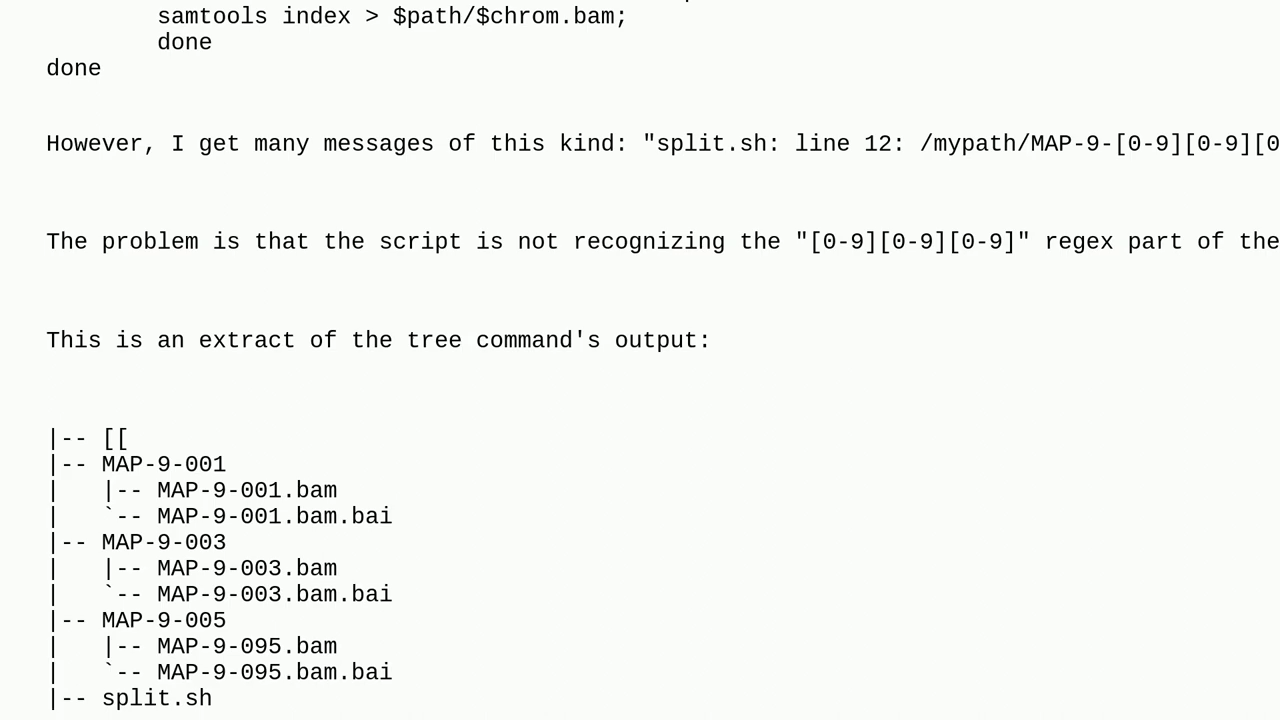 samtools index > $path/$chrom.bam;
done
done
However, I get many messages of this kind: "split.sh: line 12: /mypath/MAP-9-[0-9][0-9][0
The problem is that the script is not recognizing the "[0-9][0-9][0-9]" regex part of the
This is an extract of the tree command's output:
|-- [[
|-- MAP-9-001
|   |-- MAP-9-001.bam
|   `-- MAP-9-001.bam.bai
|-- MAP-9-003
|   |-- MAP-9-003.bam
|   `-- MAP-9-003.bam.bai
|-- MAP-9-005
|   |-- MAP-9-095.bam
|   `-- MAP-9-095.bam.bai
|-- split.sh